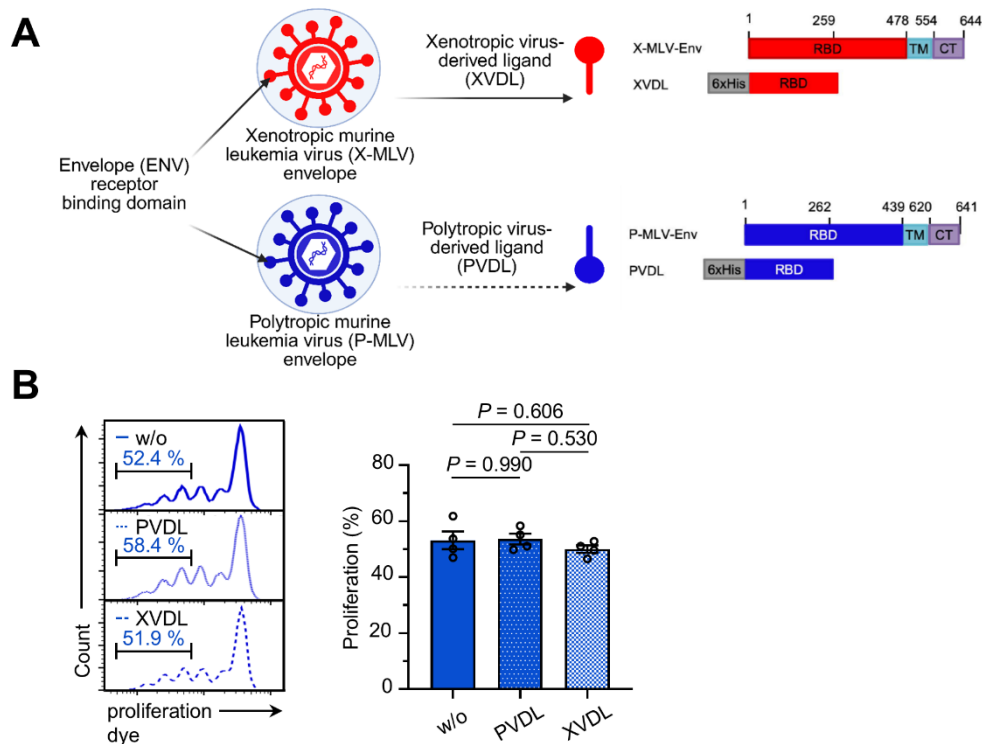 A
Envelope (ENV)
receptor
binding domain
Xenotropic murine
leukemia virus (X-MLV)
envelope
Xenotropic virus-
derived ligand
(XVDL)
1 259 478 554 644
X-MLV-Env RBD TM CT
XVDL 6xHis RBD
Polytropic murine
leukemia virus (P-MLV)
envelope
Polytropic virus-
derived ligand
(PVDL)
1 262 439 620 641
P-MLV-Env RBD TM CT
PVDL 6xHis RBD
B
Count
w/o
52.4 %
PVDL
58.4 %
XVDL
51.9 %
proliferation
dye
P = 0.606
P = 0.530
P = 0.990
Proliferation (%)
80
60
40
20
0
w/o PVDL XVDL